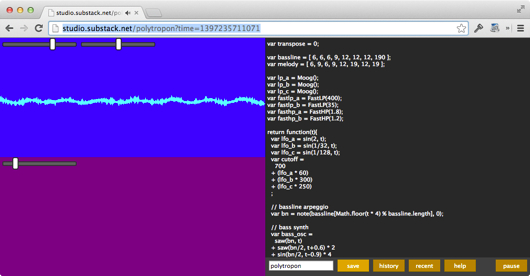 studio.substack.net/po
studio.substack.net/polytropon?time=1397235711071
var transpose = 0;
var bassline = [ 6, 6, 6, 9, 12, 12, 12, 190 ];
var melody = [ 6, 9, 6, 9, 12, 19, 12, 19 ];
var lp_a = Moog();
var lp_b = Moog();
var lp_c = Moog();
var fastlp_a = FastLP(400);
var fastlp_b = FastLP(35);
var fasthp_a = FastHP(1.8);
var fasthp_b = FastHP(1.2);
return function(t){
var lfo_a = sin(2, t);
var lfo_b = sin(1/32, t);
var lfo_c = sin(1/128, t);
var cutoff =
700
+ (lfo_a * 60)
+ (lfo_b * 300)
+ (lfo_c * 250)
;
// bassline arpeggio
var bn = note(bassline[Math.floor(t * 4) % bassline.length], 0);
// bass synth
var bass_osc =
saw(bn, t)
+ saw(bn/2, t+0.6) * 2
+ sin(bn/2, t-0.9) * 4
polytropon save history recent help pause